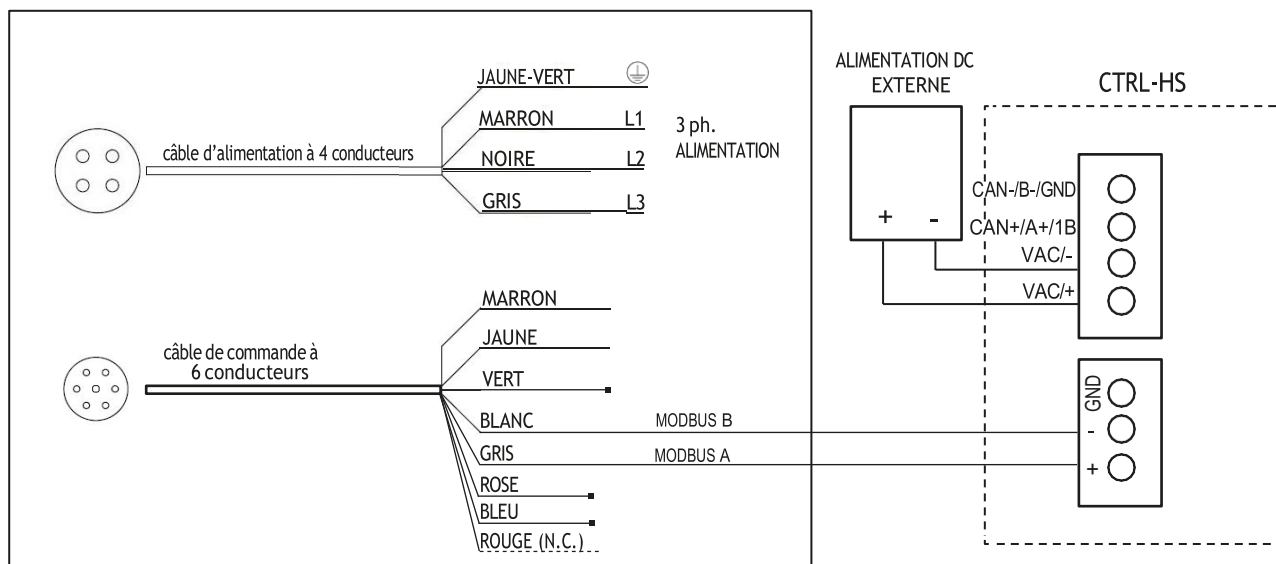 JAUNE-VERT
MARRON L1
câble d'alimentation à 4 conducteurs
NOIRE L2
GRIS L3
3 ph.
ALIMENTATION
MARRON
JAUNE
câble de commande à
6 conducteurs
VERT
BLANC MODBUS B
GRIS MODBUS A
ROSE
BLEU
ROUGE (N.C.)
ALIMENTATION DC
EXTERNE
+ -
CTRL-HS
CAN-/B-/GND
CAN+/A+/1B
VAC/-
VAC/+
GND
-
+